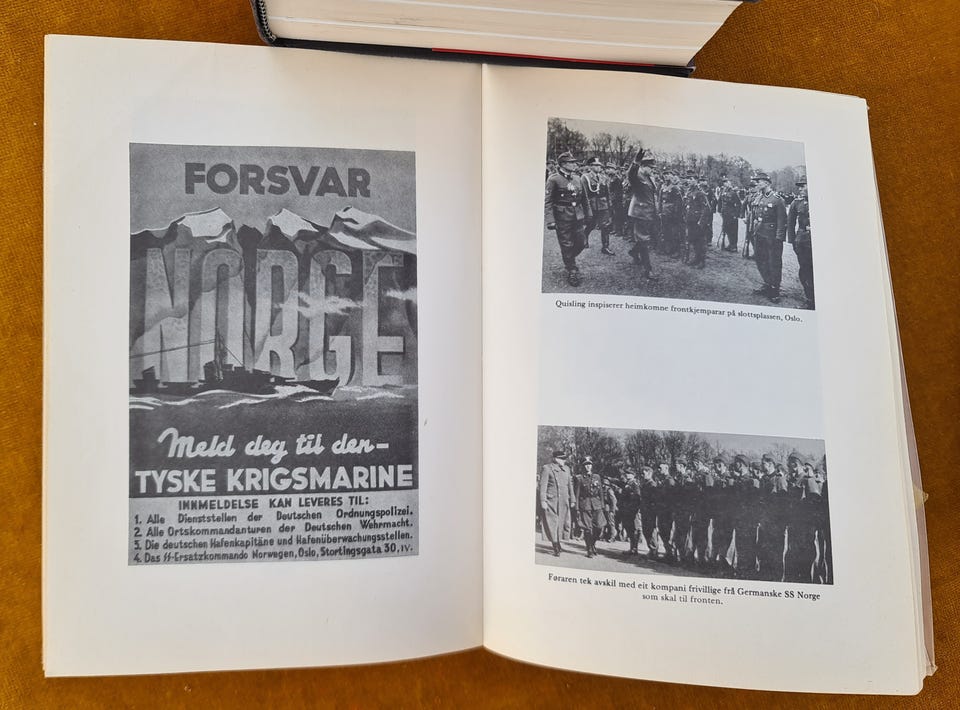 FORSVAR
NORGE
Meld deg til den-
TYSKE KRIGSMARINE
INNMELDELSE KAN LEVERES TIL:
1. Alle Dienststellen der Deutschen Ordnungspolizei.
2. Alle Ortskommandanturen der Deutschen Wehrmacht.
3. Die deutschen Hafenkapitäne und Hafenüberwachungsstellen.
4. Das SS-Ersatzkommando Norwegen, Oslo, Stortingsgata 30, IV.
Quisling inspiserer heimkomne frontkjemparar på slottsplassen, Oslo.
Føraren tek avskil med eit kompani frivillige frå Germanske SS Norge
som skal til fronten.